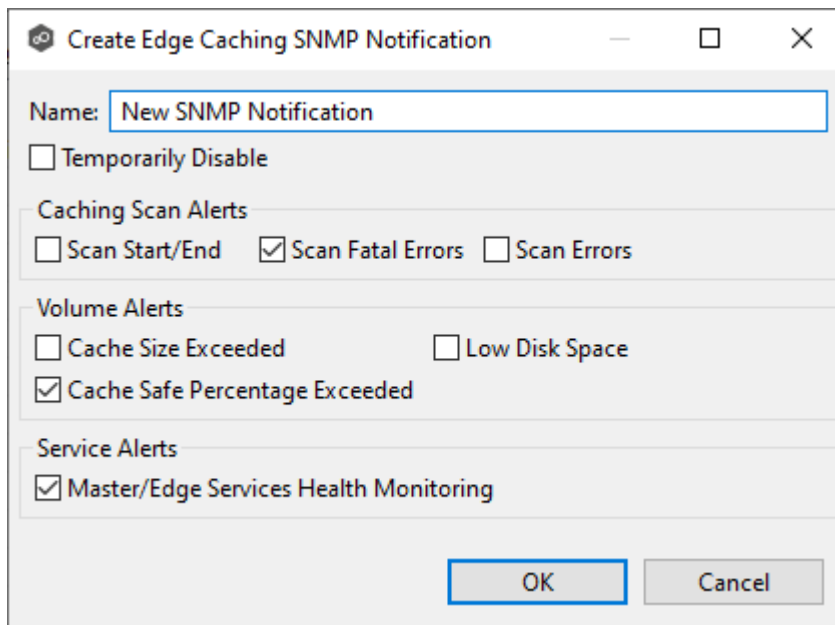 Create Edge Caching SNMP Notification
Name: New SNMP Notification
Temporarily Disable
Caching Scan Alerts
Scan Start/End Scan Fatal Errors Scan Errors
Volume Alerts
Cache Size Exceeded Low Disk Space
Cache Safe Percentage Exceeded
Service Alerts
Master/Edge Services Health Monitoring
OK Cancel